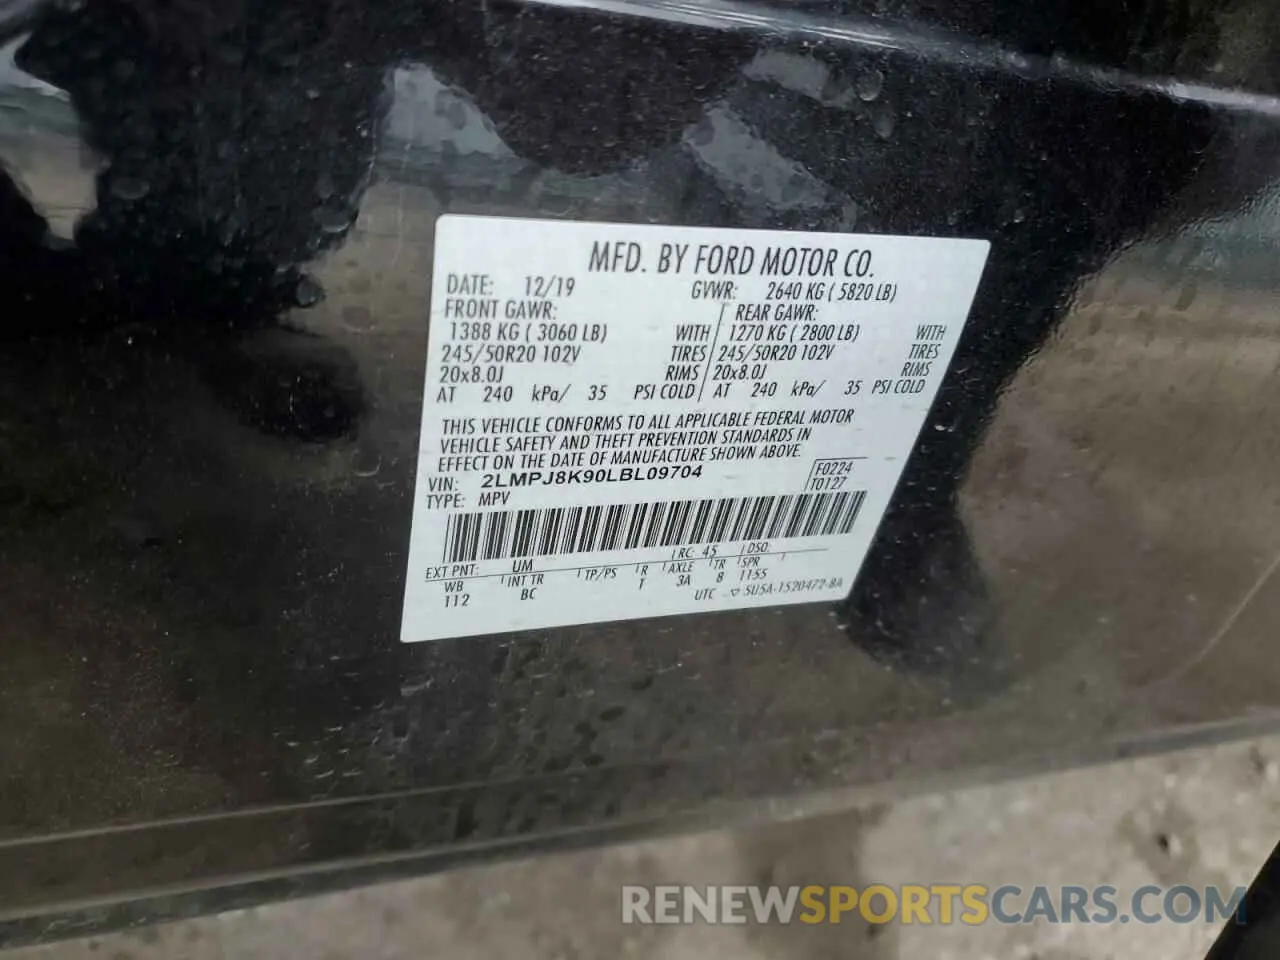 MFD. BY FORD MOTOR CO.
DATE: 12/19 GVWR: 2640 KG ( 5820 LB)
FRONT GAWR: REAR GAWR:
1388 KG ( 3060 LB) WITH 1270 KG ( 2800 LB) WITH
245/50R20 102V TIRES 245/50R20 102V TIRES
20x8.0J RIMS 20x8.0J RIMS
AT 240 kPa/ 35 PSI COLD AT 240 kPa/ 35 PSI COLD
THIS VEHICLE CONFORMS TO ALL APPLICABLE FEDERAL MOTOR
VEHICLE SAFETY AND THEFT PREVENTION STANDARDS IN
EFFECT ON THE DATE OF MANUFACTURE SHOWN ABOVE.
VIN: 2LMPJ8K90LBL09704 F0224
TYPE: MPV T0127
EXT PNT: UM RC: 45 DSO:
WB INT TR TP/PS R AXLE TR SPR
112 BC T 3A 8 1155
UTC ▽ 5U5A-1520472-BA
RENEWSPORTSCARS.COM